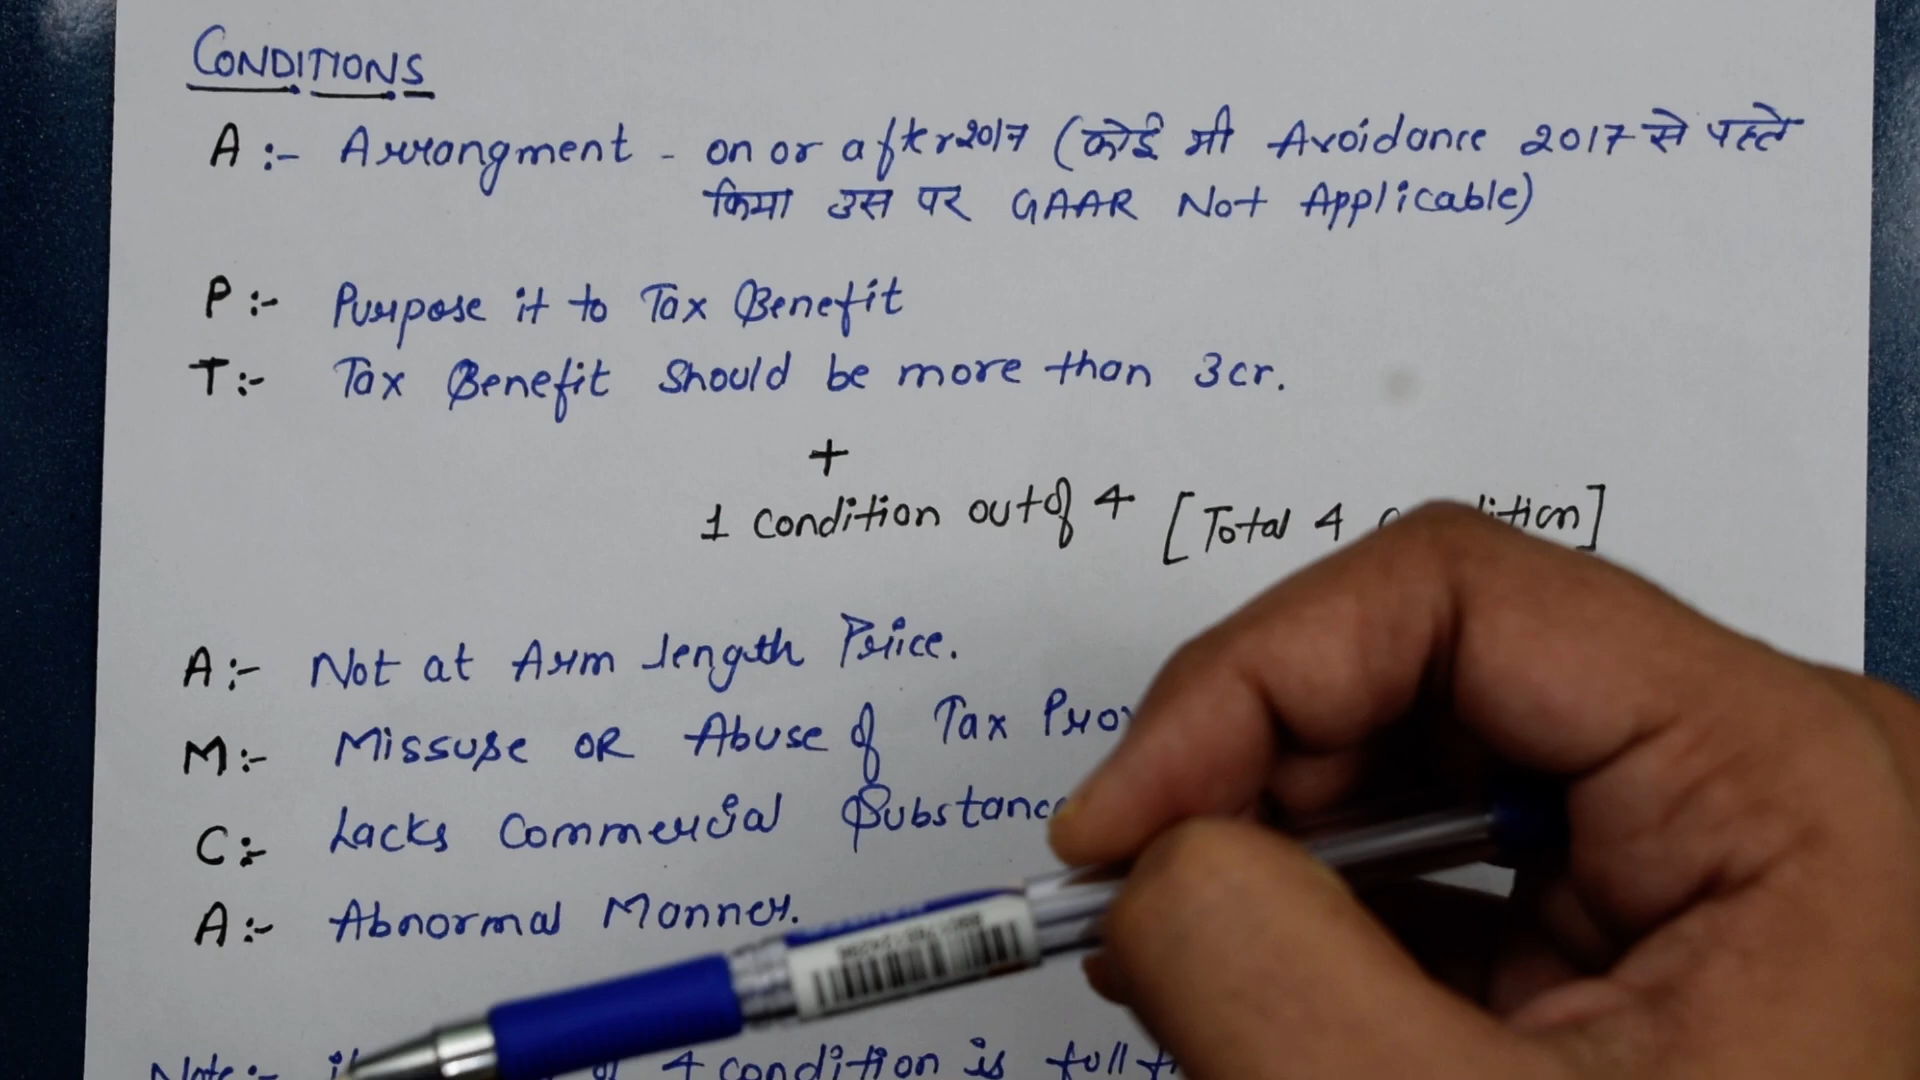 CONDITIONS
A :- Arrangment - on or after 2017 (कोई भी Avoidance 2017 से पहले
किया उस पर GAAR Not Applicable)
P :- Purpose it to Tax Benefit
T :- Tax Benefit should be more than 3cr.
+
1 condition out of 4 [Total 4
A :- Not at Arm length Price.
M :- Missuse OR Abuse of Tax
C :- Lacks Commercial Substance
A :- Abnormal Manner.
Note :- 4 condition is